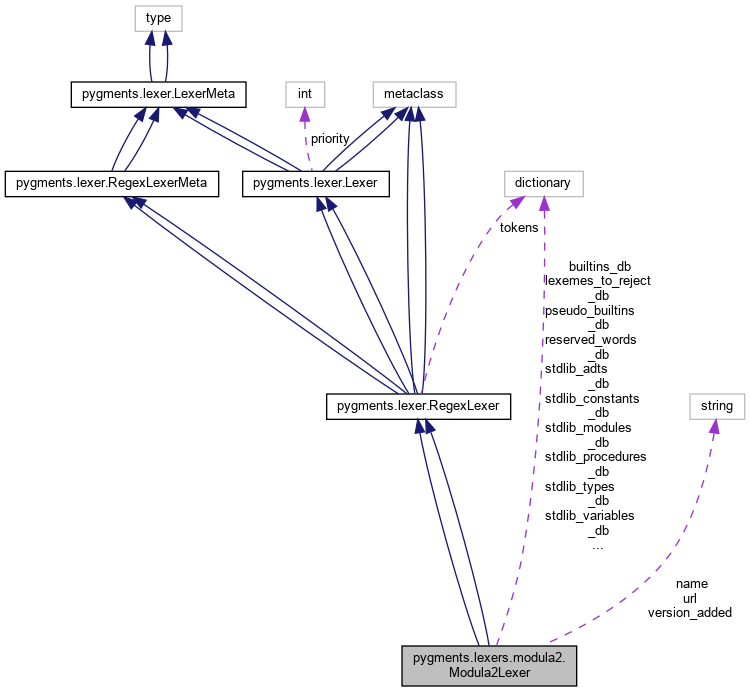 type
pygments.lexer.LexerMeta
int
metaclass
priority
pygments.lexer.RegexLexerMeta
pygments.lexer.Lexer
dictionary
tokens
builtins_db
lexemes_to_reject
_db
pseudo_builtins
_db
reserved_words
_db
stdlib_adts
_db
stdlib_constants
_db
stdlib_modules
_db
stdlib_procedures
_db
stdlib_types
_db
stdlib_variables
_db
...
pygments.lexer.RegexLexer
string
name
url
version_added
pygments.lexers.modula2.
Modula2Lexer